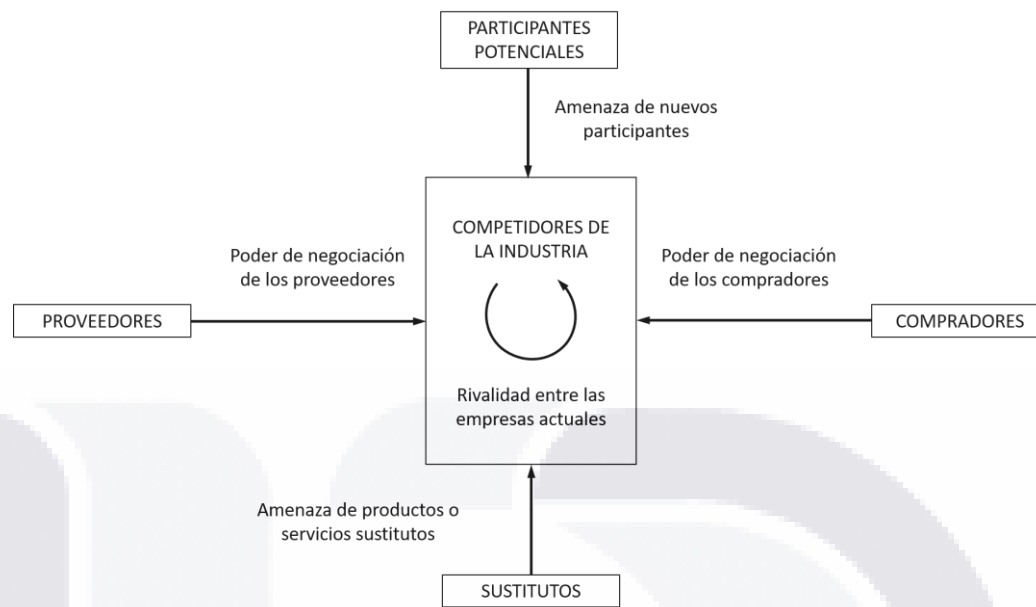 PARTICIPANTES
POTENCIALES
Amenaza de nuevos
participantes
COMPETIDORES DE
LA INDUSTRIA
Poder de negociación
de los proveedores
Poder de negociación
de los compradores
PROVEEDORES
COMPRADORES
Rivalidad entre las
empresas actuales
Amenaza de productos o
servicios sustitutos
SUSTITUTOS